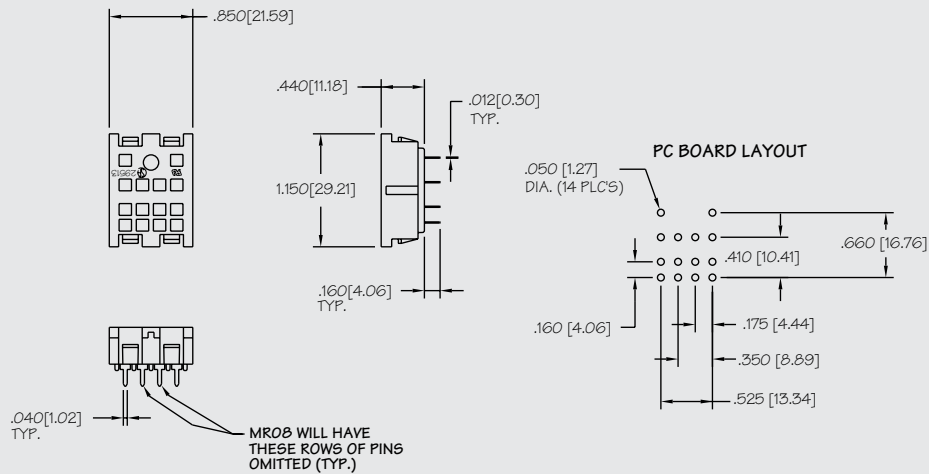 .850[21.59]
.440[11.18]
.012[0.30]
TYP.
1.150[29.21]
.160[4.06]
TYP.
29513
PC BOARD LAYOUT
.050 [1.27]
DIA. (14 PLC'S)
.660 [16.76]
.410 [10.41]
.160 [4.06]
.175 [4.44]
.350 [8.89]
.525 [13.34]
.040[1.02]
TYP.
MR08 WILL HAVE
THESE ROWS OF PINS
OMITTED (TYP.)